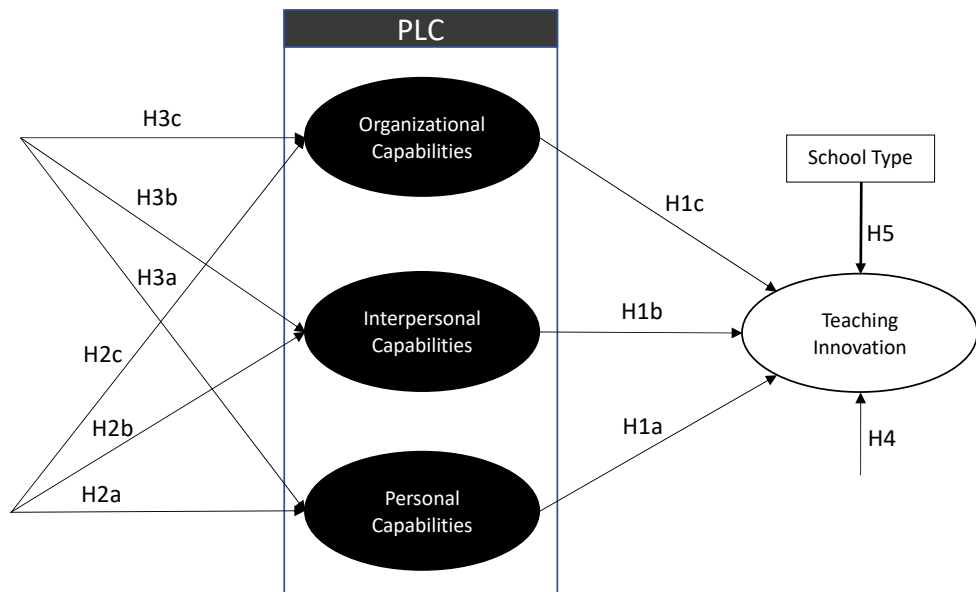 PLC
H3c
Organizational
Capabilities
School Type
H3b
H1c
H5
H3a
Interpersonal
Capabilities
H1b
Teaching
Innovation
H2c
H2b
H1a
H4
H2a
Personal
Capabilities